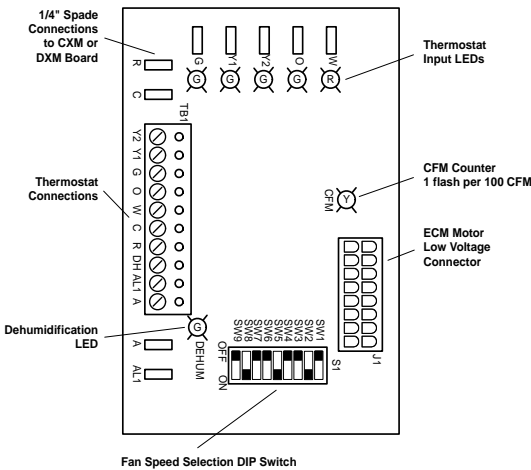 1/4" Spade
Connections
to CXM or
DXM Board
Thermostat
Input LEDs
R
C
G
Y1
Y2
O
W
G
G
G
G
R
TB1
Y2
Y1
G
O
W
C
R
DH
AL1
A
Thermostat
Connections
CFM Counter
1 flash per 100 CFM
Y
CFM
ECM Motor
Low Voltage
Connector
J1
Dehumidification
LED
G
DEHUM
A
AL1
SW9
SW8
SW7
SW6
SW5
SW4
SW3
SW2
SW1
OFF
ON
S1
Fan Speed Selection DIP Switch